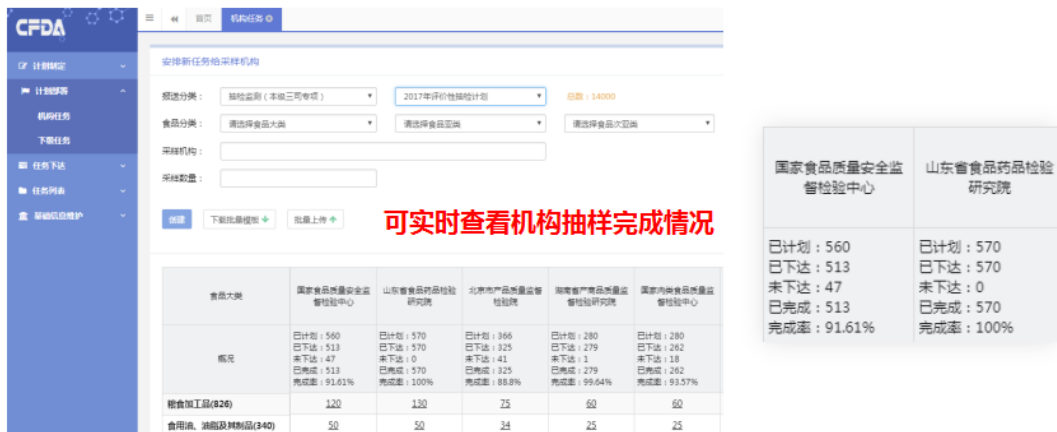 CFDA
首页 机构任务
计划制定
计划部署
机构任务
下级任务
任务下达
任务列表
基础信息维护
安排新任务给采样机构
报送分类: 抽检监测(本级三司专项) 2017年评价性抽检计划 总数:14000
食品分类: 请选择食品大类 请选择食品亚类 请选择食品次亚类
采样机构:
采样数量:
创建 下载批量模板 批量上传
可实时查看机构抽样完成情况
食品大类
国家食品质量安全监
督检验中心
山东省食品药品检验
研究院
北京市产品质量监督
检验院
湖南省产商品质量监
督检验研究院
国家肉类食品质量监
督检验中心
概况
已计划:560
已下达:513
未下达:47
已完成:513
完成率:91.61%
已计划:570
已下达:570
未下达:0
已完成:570
完成率:100%
已计划:366
已下达:325
未下达:41
已完成:325
完成率:88.8%
已计划:280
已下达:279
未下达:1
已完成:279
完成率:99.64%
已计划:280
已下达:262
未下达:18
已完成:262
完成率:93.57%
粮食加工品(826) 120 130 75 60 60
食用油、油脂及其制品(340) 50 50 34 25 25
国家食品质量安全监
督检验中心
山东省食品药品检验
研究院
已计划:560
已下达:513
未下达:47
已完成:513
完成率:91.61%
已计划:570
已下达:570
未下达:0
已完成:570
完成率:100%